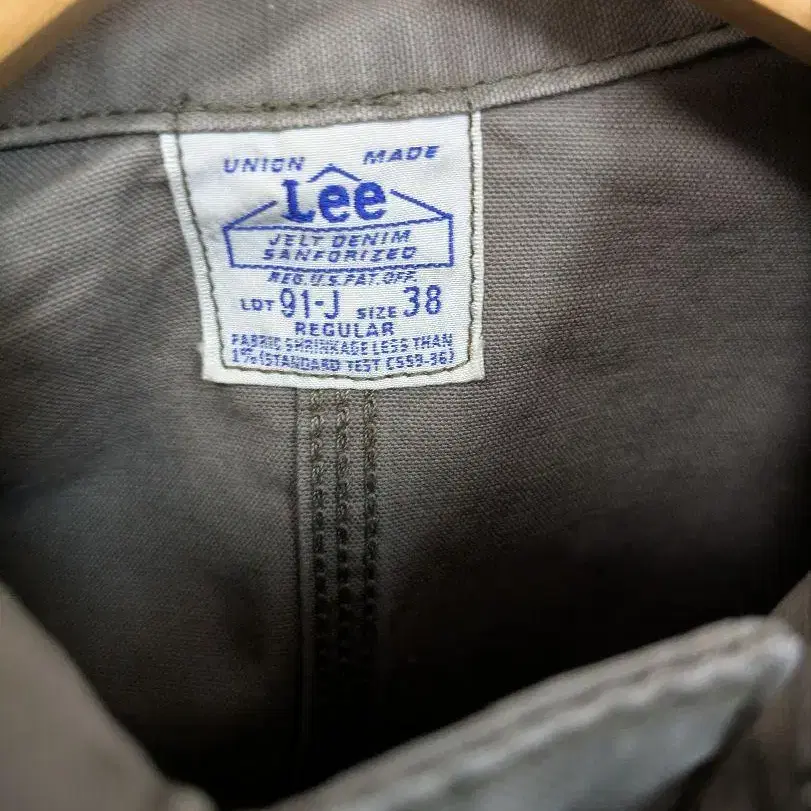 UNION MADE
Lee
JELT DENIM
SANFORIZED
REG.U.S.PAT.OFF.
LOT 91-J SIZE 38
REGULAR
FABRIC SHRINKAGE LESS THAN
1% (STANDARD TEST CS59-36)